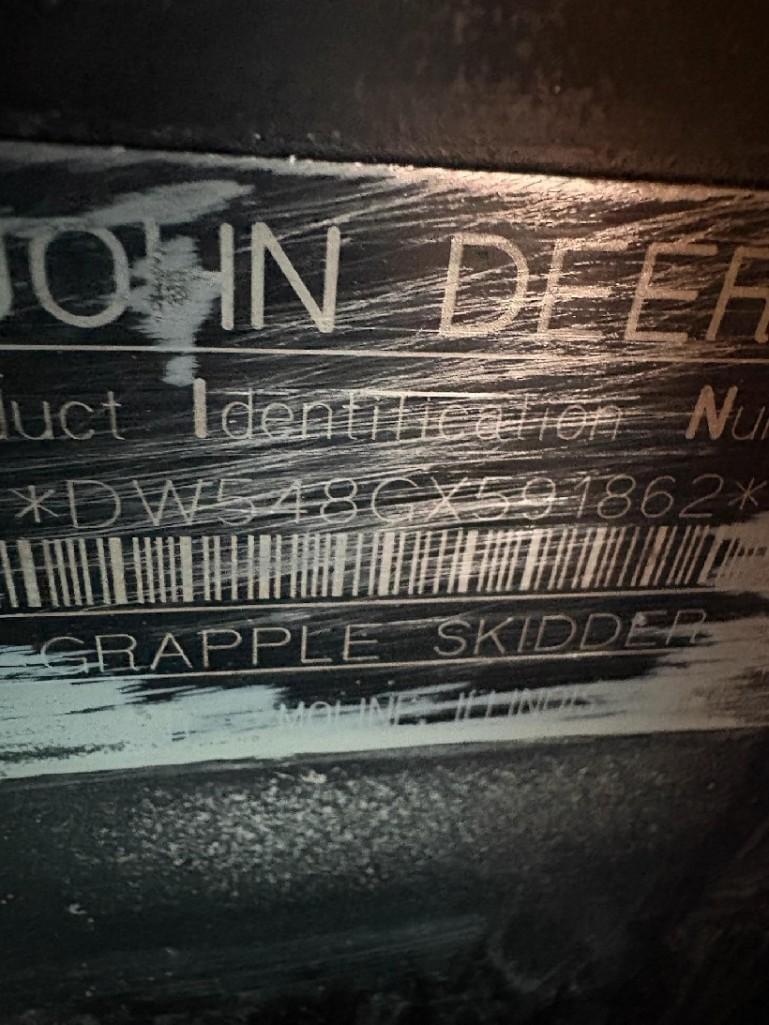 JOHN DEER
duct Identification Nu
*DW548GX591862*
GRAPPLE SKIDDER
MOLINE, ILLINOIS